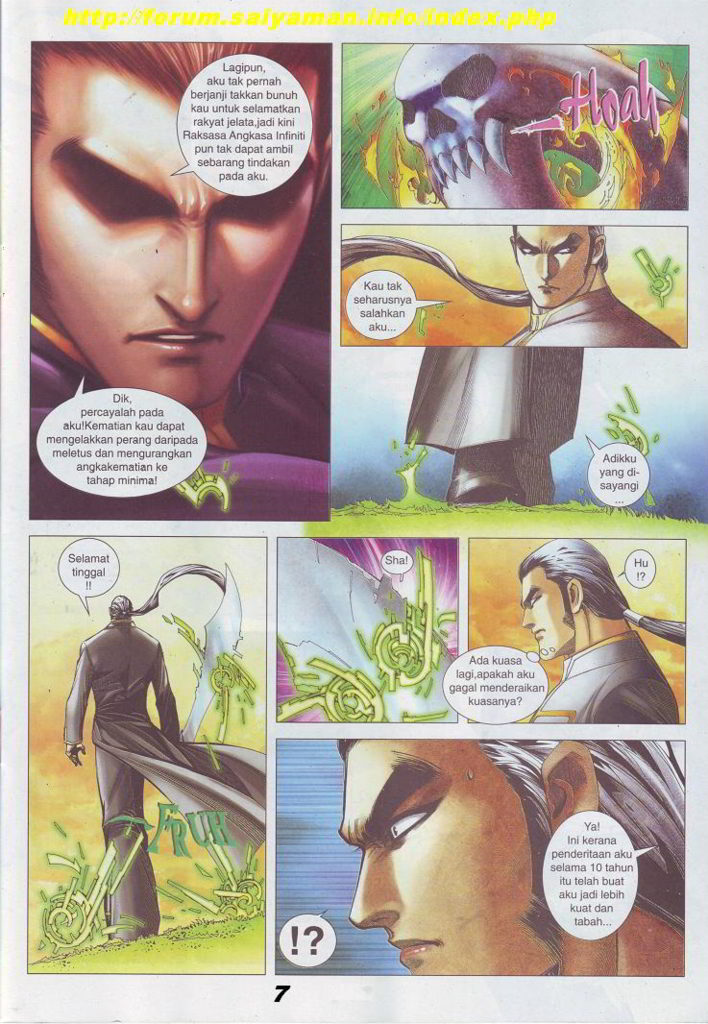 http://forum.saiyaman.info/index.php
Lagipun,
aku tak pernah
berjanji takkan bunuh
kau untuk selamatkan
rakyat jelata,jadi kini
Raksasa Angkasa Infiniti
pun tak dapat ambil
sebarang tindakan
pada aku.
Dik,
percayalah pada
aku!Kematian kau dapat
mengelakkan perang daripada
meletus dan mengurangkan
angkakematian ke
tahap minima!
Hoah
Kau tak
seharusnya
salahkan
aku...
Adikku
yang di-
sayangi
...
Selamat
tinggal
!!
FRUH
Sha!
Hu
!?
Ada kuasa
lagi,apakah aku
gagal menderaikan
kuasanya?
!?
Ya!
Ini kerana
penderitaan aku
selama 10 tahun
itu telah buat
aku jadi lebih
kuat dan
tabah...
7